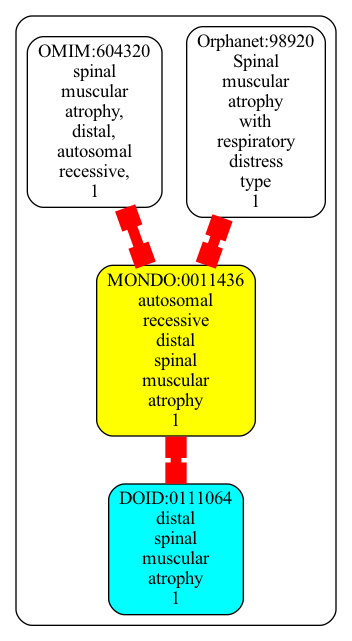 OMIM:604320
spinal
muscular
atrophy,
distal,
autosomal
recessive,
1
Orphanet:98920
Spinal
muscular
atrophy
with
respiratory
distress
type
1
MONDO:0011436
autosomal
recessive
distal
spinal
muscular
atrophy
1
DOID:0111064
distal
spinal
muscular
atrophy
1